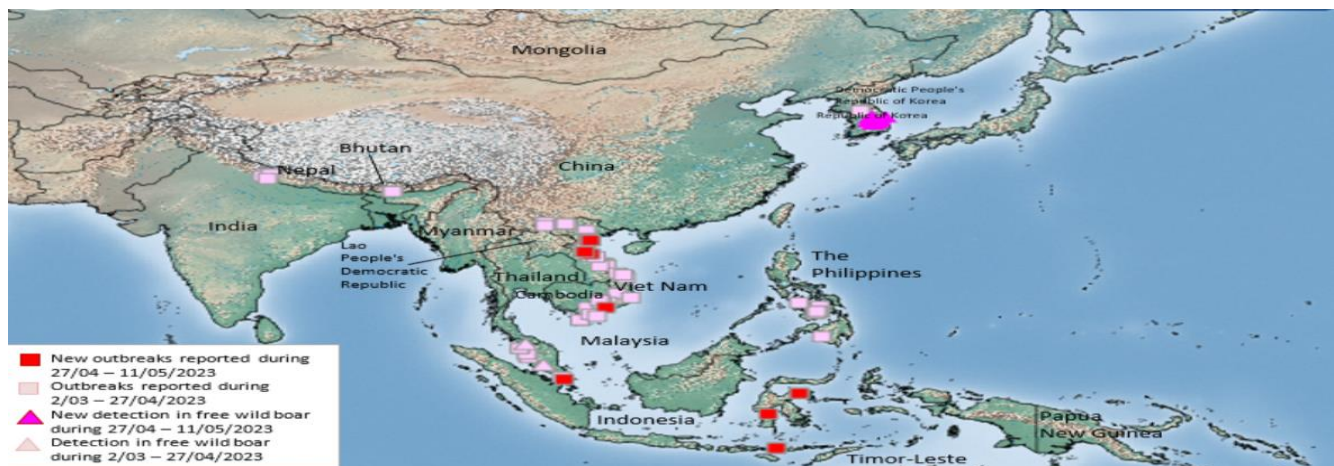 Mongolia
Democratic People's
Republic of Korea
Republic of Korea
Bhutan
Nepal
China
India
Myanmar
Lao
People's
Democratic
Republic
Thailand
Viet Nam
Cambodia
The
Philippines
Malaysia
Indonesia
Papua
New Guinea
Timor-Leste
New outbreaks reported during
27/04 – 11/05/2023
Outbreaks reported during
2/03 – 27/04/2023
New detection in free wild boar
during 27/04 – 11/05/2023
Detection in free wild boar
during 2/03 – 27/04/2023